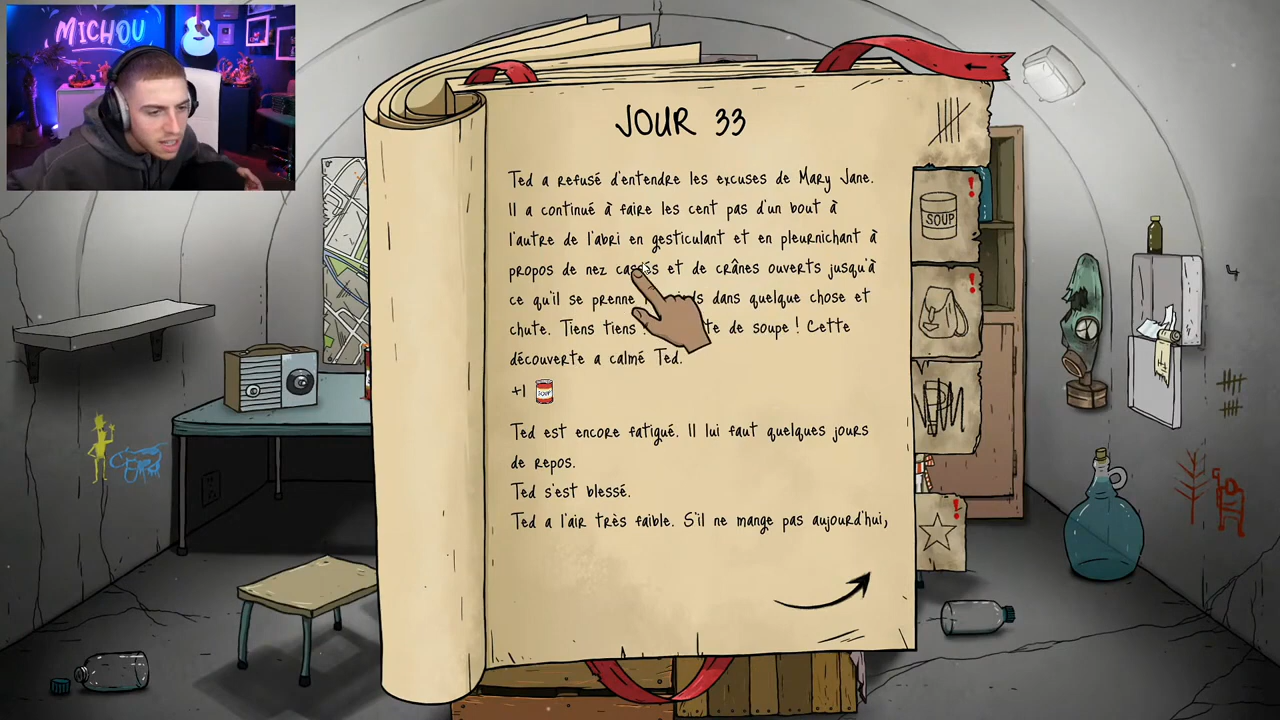 MICHOU
JOUR 33
Ted a refusé d'entendre les excuses de Mary Jane.
Il a continué à faire les cent pas d'un bout à
l'autre de l'abri en gesticulant et en pleurnichant à
propos de nez cassés et de crânes ouverts jusqu'à
ce qu'il se prenne dans quelque chose et
chute. Tiens tiens de soupe ! Cette
découverte a calmé Ted.
+1 SOUP
Ted est encore fatigué. Il lui faut quelques jours
de repos.
Ted s'est blessé.
Ted a l'air très faible. S'il ne mange pas aujourd'hui,
SOUP
!
!
!